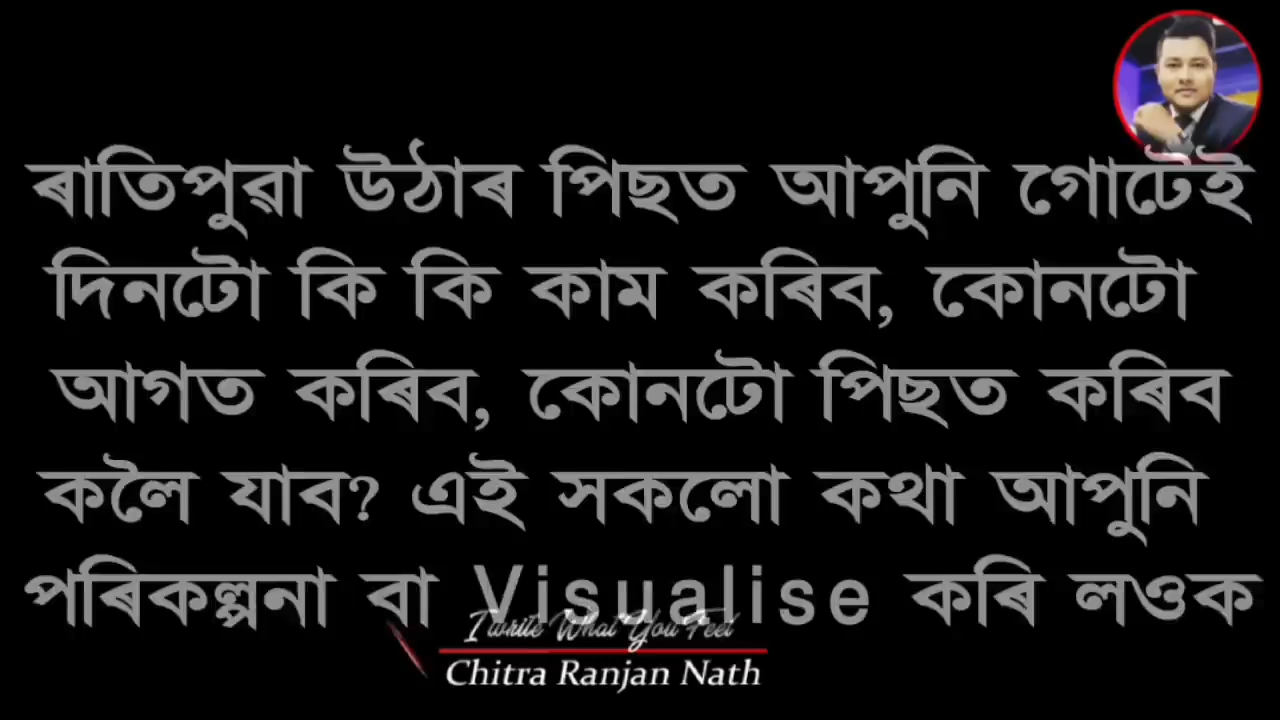 ৰাতিপুৱা উঠাৰ পিছত আপুনি গোটেই
দিনটো কি কি কাম কৰিব, কোনটো
আগত কৰিব, কোনটো পিছত কৰিব
কলৈ যাব? এই সকলো কথা আপুনি
পৰিকল্পনা বা Visualise কৰি লওক
I write What You Feel
Chitra Ranjan Nath